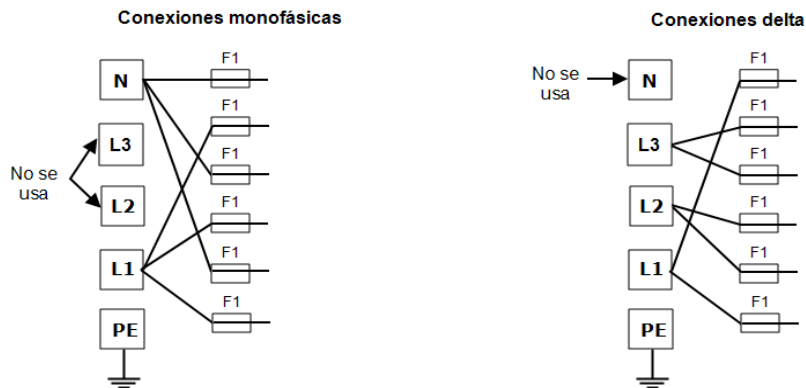 Conexiones monofásicas
N
L3
L2
L1
PE
No se
usa
F1
F1
F1
F1
F1
F1
Conexiones delta
No se
usa
N
L3
L2
L1
PE
F1
F1
F1
F1
F1
F1